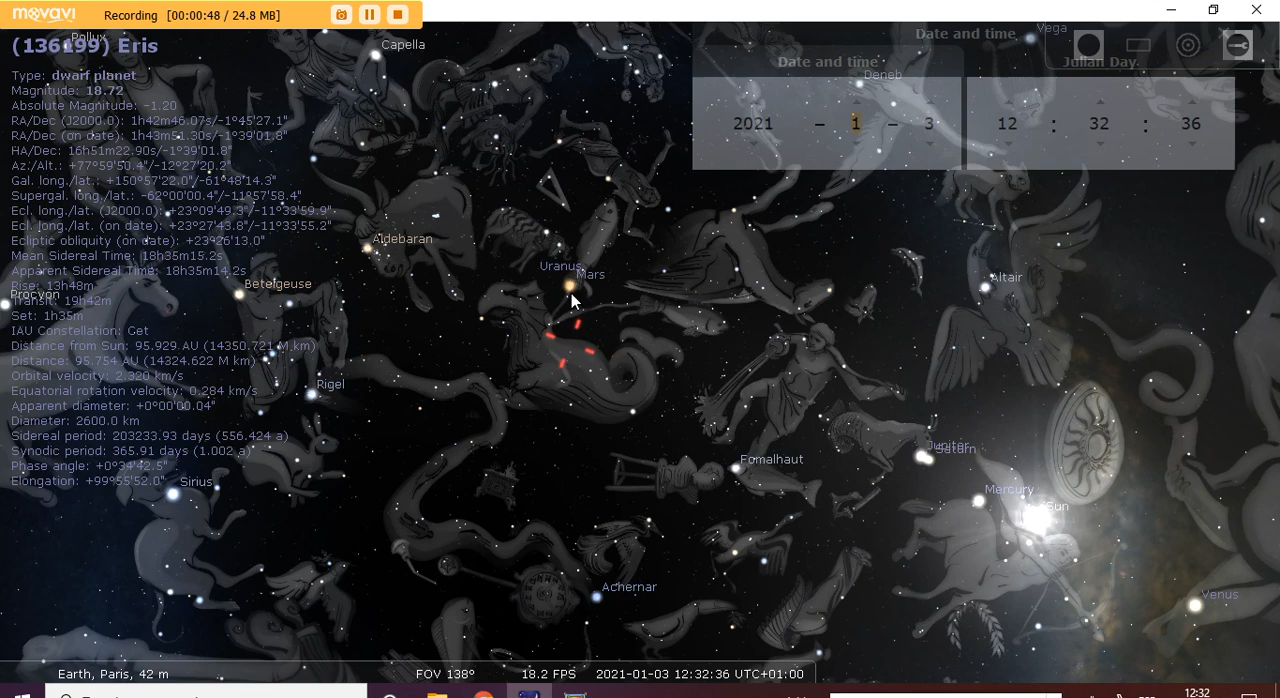 movavi
Recording [00:00:48 / 24.8 MB]
Pollux
(136199) Eris
Capella
Date and time
Vega
Date and time
Julian Day
Deneb
2021 - 1 - 3 12 : 32 : 36
Type: dwarf planet
Magnitude: 18.72
Absolute Magnitude: -1.20
RA/Dec (J2000.0): 1h42m46.07s/-1°45'27.1"
RA/Dec (on date): 1h43m51.30s/-1°39'01.8"
HA/Dec: 16h51m22.90s/-1°39'01.8"
Az./Alt.: +77°59'50.4"/-12°27'20.2"
Gal. long./lat.: +150°57'22.0"/-61°48'14.3"
Supergal. long./lat.: -62°00'00.4"/-11°57'58.4"
Ecl. long./lat. (J2000.0): +23°09'49.3"/-11°33'59.9"
Ecl. long./lat. (on date): +23°27'43.8"/-11°33'55.2"
Ecliptic obliquity (on date): +23°26'13.0"
Mean Sidereal Time: 18h35m15.2s
Apparent Sidereal Time: 18h35m14.2s
Rise: 13h48m
Transit: 19h42m
Set: 1h35m
IAU Constellation: Cet
Distance from Sun: 95.929 AU (14350.721 M km)
Distance: 95.754 AU (14324.622 M km)
Orbital velocity: 2.320 km/s
Equatorial rotation velocity: 0.284 km/s
Apparent diameter: +0°00'00.04"
Diameter: 2600.0 km
Sidereal period: 203233.93 days (556.424 a)
Synodic period: 365.91 days (1.002 a)
Phase angle: +0°34'42.5"
Elongation: +99°55'52.0"
Aldebaran
Uranus
Mars
Altair
Betelgeuse
Procyon
Rigel
Jupiter
Saturn
Fomalhaut
Sirius
Mercury
Sun
Achernar
Venus
Earth, Paris, 42 m FOV 138° 18.2 FPS 2021-01-03 12:32:36 UTC+01:00
12:32